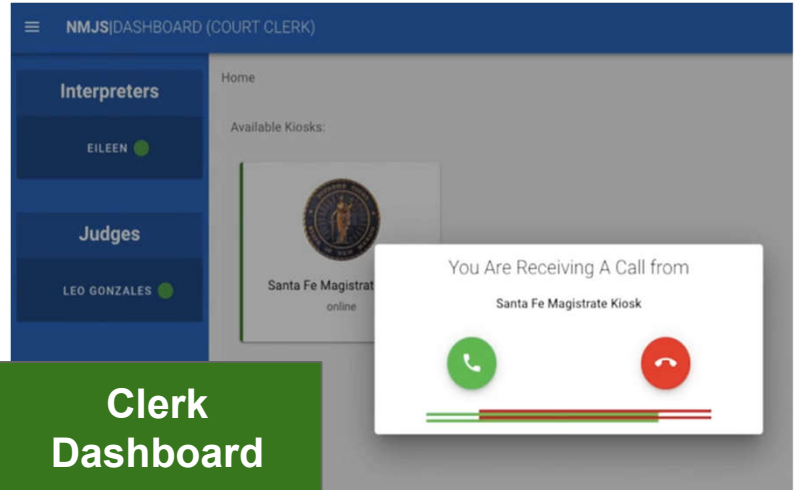 NMJS|DASHBOARD (COURT CLERK)
Interpreters
EILEEN
Judges
LEO GONZALES
Home
Available Kiosks:
Santa Fe Magistrat
online
You Are Receiving A Call from
Santa Fe Magistrate Kiosk
Clerk
Dashboard